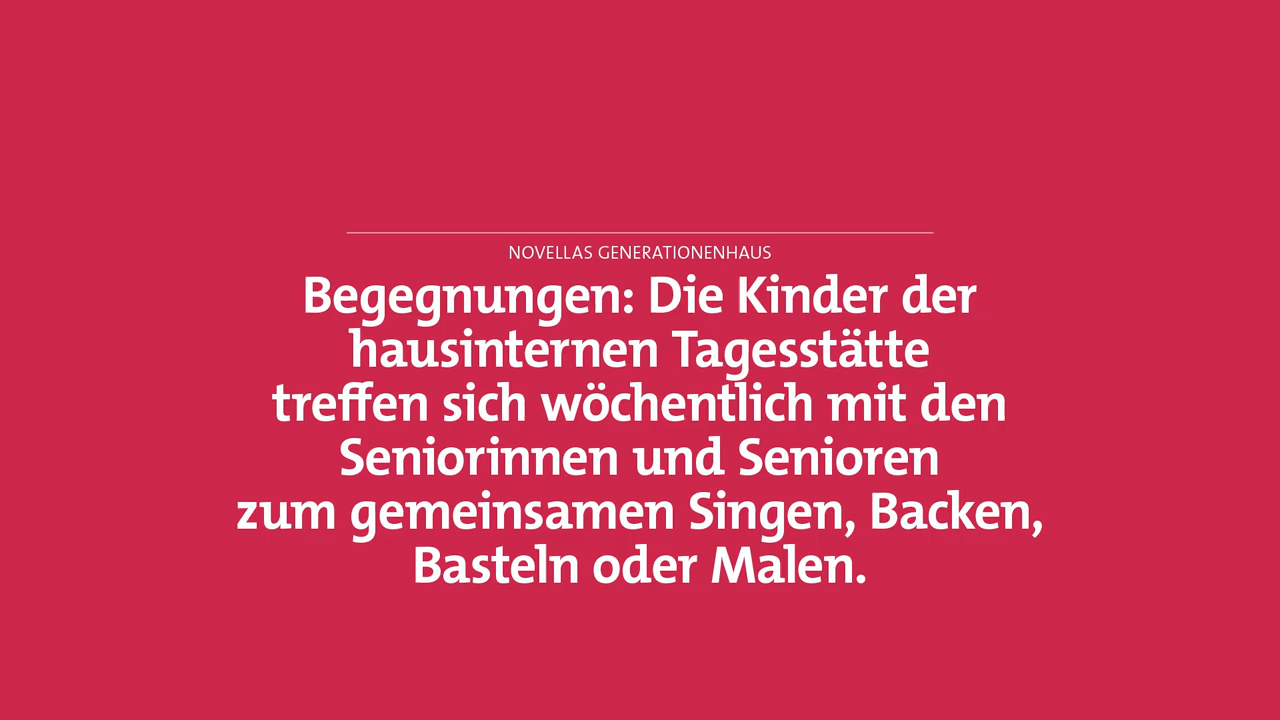 NOVELLAS GENERATIONENHAUS
Begegnungen: Die Kinder der
hausinternen Tagesstätte
treffen sich wöchentlich mit den
Seniorinnen und Senioren
zum gemeinsamen Singen, Backen,
Basteln oder Malen.